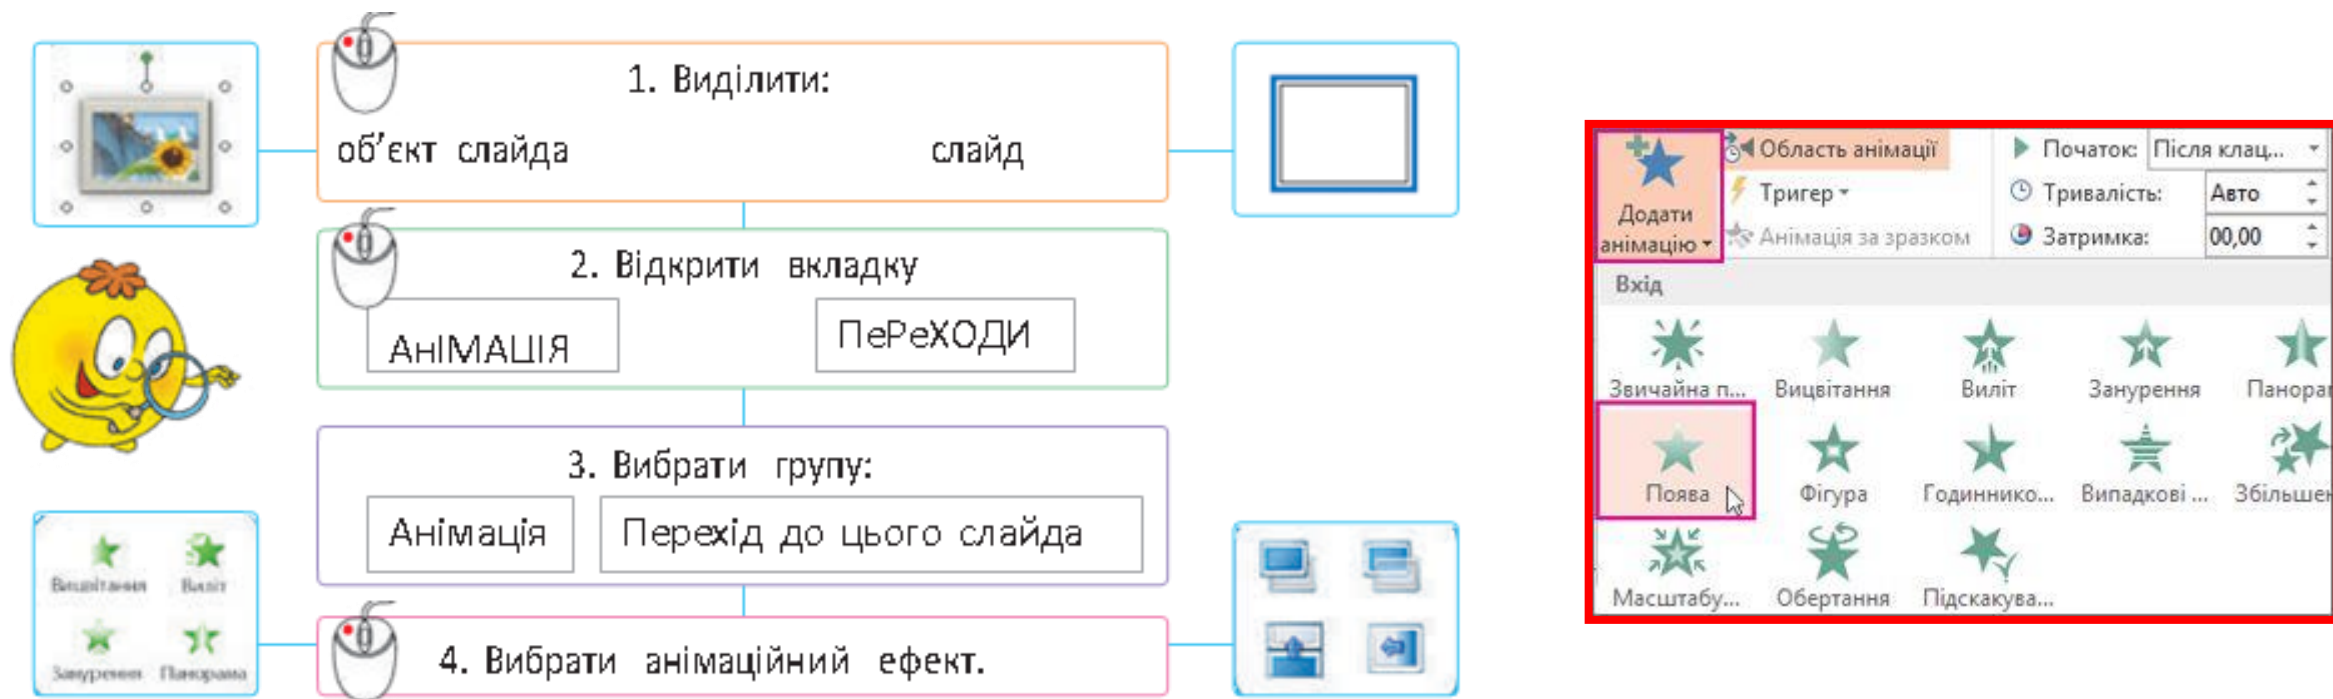 1. Виділити:
об'єкт слайда
слайд
2. Відкрити вкладку
АнІМАЦІЯ
ПеРеХОДИ
3. Вибрати групу:
Анімація
Перехід до цього слайда
4. Вибрати анімаційний ефект.
Вицвітання Виліт
Занурення Панорама
Додати
анімацію
Область анімації
Тригер
Анімація за зразком
Початок: Після клац...
Тривалість: Авто
Затримка: 00,00
Вхід
Звичайна п... Вицвітання Виліт Занурення Панорам
Поява Фігура Годиннико... Випадкові ... Збільшен
Масштабу... Обертання Підскакува...